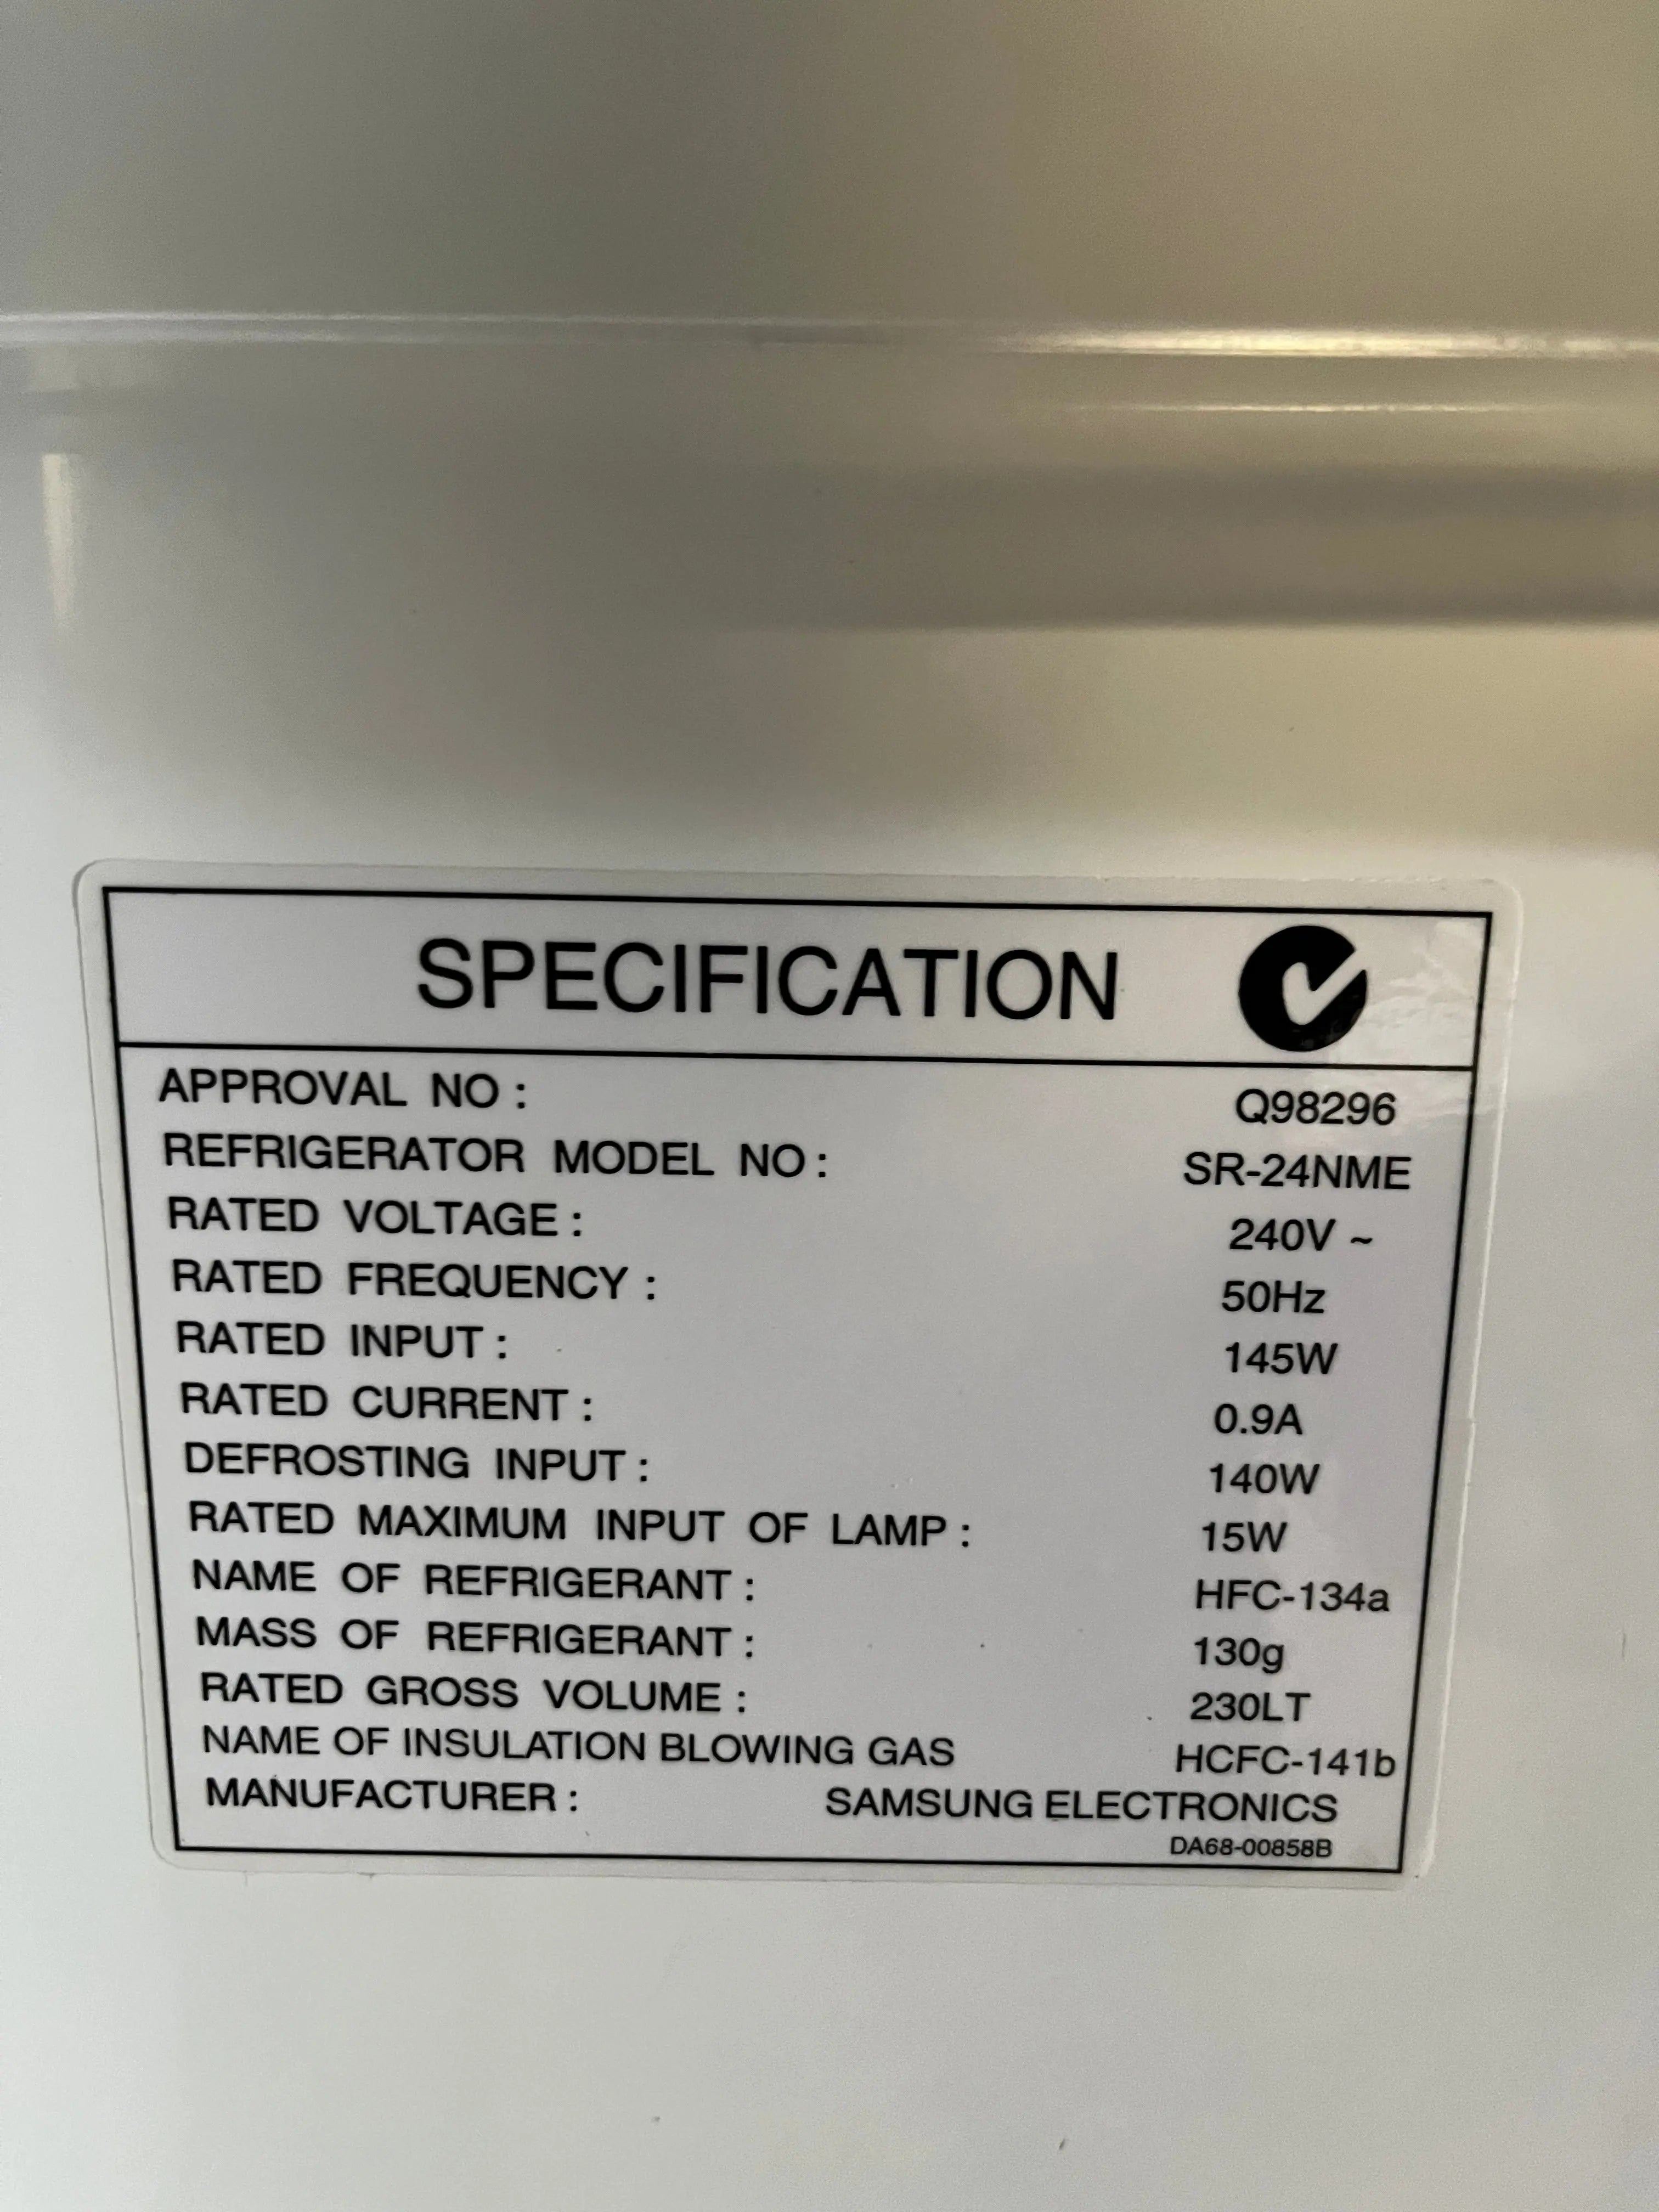 SPECIFICATION
APPROVAL NO : Q98296
REFRIGERATOR MODEL NO : SR-24NME
RATED VOLTAGE : 240V ~
RATED FREQUENCY : 50Hz
RATED INPUT : 145W
RATED CURRENT : 0.9A
DEFROSTING INPUT : 140W
RATED MAXIMUM INPUT OF LAMP : 15W
NAME OF REFRIGERANT : HFC-134a
MASS OF REFRIGERANT : 130g
RATED GROSS VOLUME : 230LT
NAME OF INSULATION BLOWING GAS HCFC-141b
MANUFACTURER : SAMSUNG ELECTRONICS
DA68-00858B